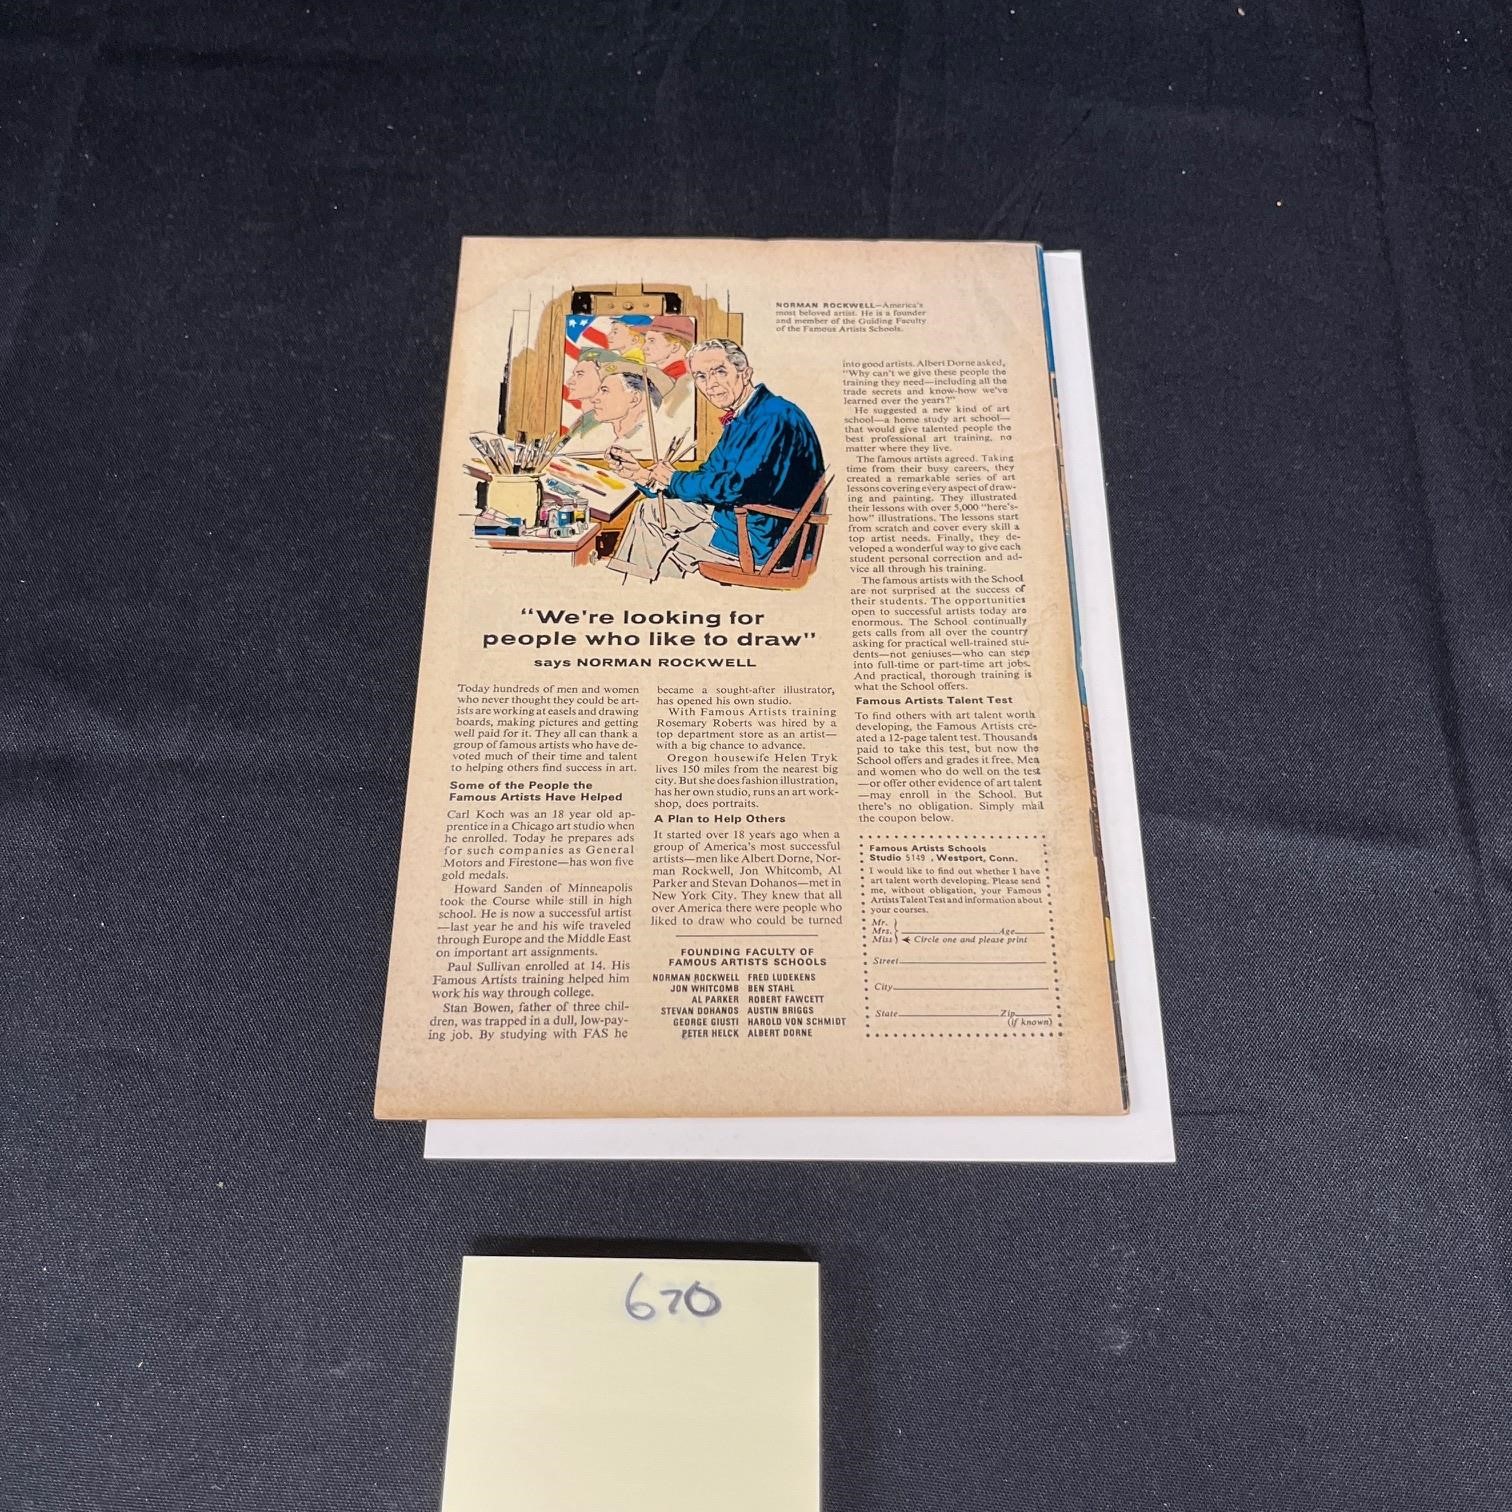 NORMAN ROCKWELL—America's
most beloved artist. He is a founder
and member of the Guiding Faculty
of the Famous Artists Schools.
"We're looking for
people who like to draw"
says NORMAN ROCKWELL
Today hundreds of men and women
who never thought they could be art-
ists are working at easels and drawing
boards, making pictures and getting
well paid for it. They all can thank a
group of famous artists who have de-
voted much of their time and talent
to helping others find success in art.
Some of the People the
Famous Artists Have Helped
Carl Koch was an 18 year old ap-
prentice in a Chicago art studio when
he enrolled. Today he prepares ads
for such companies as General
Motors and Firestone—has won five
gold medals.
Howard Sanden of Minneapolis
took the Course while still in high
school. He is now a successful artist
—last year he and his wife traveled
through Europe and the Middle East
on important art assignments.
Paul Sullivan enrolled at 14. His
Famous Artists training helped him
work his way through college.
Stan Bowen, father of three chil-
dren, was trapped in a dull, low-pay-
ing job. By studying with FAS he
became a sought-after illustrator,
has opened his own studio.
With Famous Artists training
Rosemary Roberts was hired by a
top department store as an artist—
with a big chance to advance.
Oregon housewife Helen Tryk
lives 150 miles from the nearest big
city. But she does fashion illustration,
has her own studio, runs an art work-
shop, does portraits.
A Plan to Help Others
It started over 18 years ago when a
group of America's most successful
artists—men like Albert Dorne, Nor-
man Rockwell, Jon Whitcomb, Al
Parker and Stevan Dohanos—met in
New York City. They knew that all
over America there were people who
liked to draw who could be turned
FOUNDING FACULTY OF
FAMOUS ARTISTS SCHOOLS
NORMAN ROCKWELL FRED LUDEKENS
JON WHITCOMB BEN STAHL
AL PARKER ROBERT FAWCETT
STEVAN DOHANOS AUSTIN BRIGGS
GEORGE GIUSTI HAROLD VON SCHMIDT
PETER HELCK ALBERT DORNE
into good artists. Albert Dorne asked,
"Why can't we give these people the
training they need—including all the
trade secrets and know-how we've
learned over the years?"
He suggested a new kind of art
school—a home study art school—
that would give talented people the
best professional art training, no
matter where they live.
The famous artists agreed. Taking
time from their busy careers, they
created a remarkable series of art
lessons covering every aspect of draw-
ing and painting. They illustrated
their lessons with over 5,000 "here's-
how" illustrations. The lessons start
from scratch and cover every skill a
top artist needs. Finally, they de-
veloped a wonderful way to give each
student personal correction and ad-
vice all through his training.
The famous artists with the School
are not surprised at the success of
their students. The opportunities
open to successful artists today are
enormous. The School continually
gets calls from all over the country
asking for practical well-trained stu-
dents—not geniuses—who can step
into full-time or part-time art jobs.
And practical, thorough training is
what the School offers.
Famous Artists Talent Test
To find others with art talent worth
developing, the Famous Artists cre-
ated a 12-page talent test. Thousands
paid to take this test, but now the
School offers and grades it free. Men
and women who do well on the test
—or offer other evidence of art talent
—may enroll in the School. But
there's no obligation. Simply mail
the coupon below.
Famous Artists Schools
Studio 5149 , Westport, Conn.
I would like to find out whether I have
art talent worth developing. Please send
me, without obligation, your Famous
Artists Talent Test and information about
your courses.
Mr.
Mrs. Age
Miss Circle one and please print
Street
City
State Zip
(if known)
670